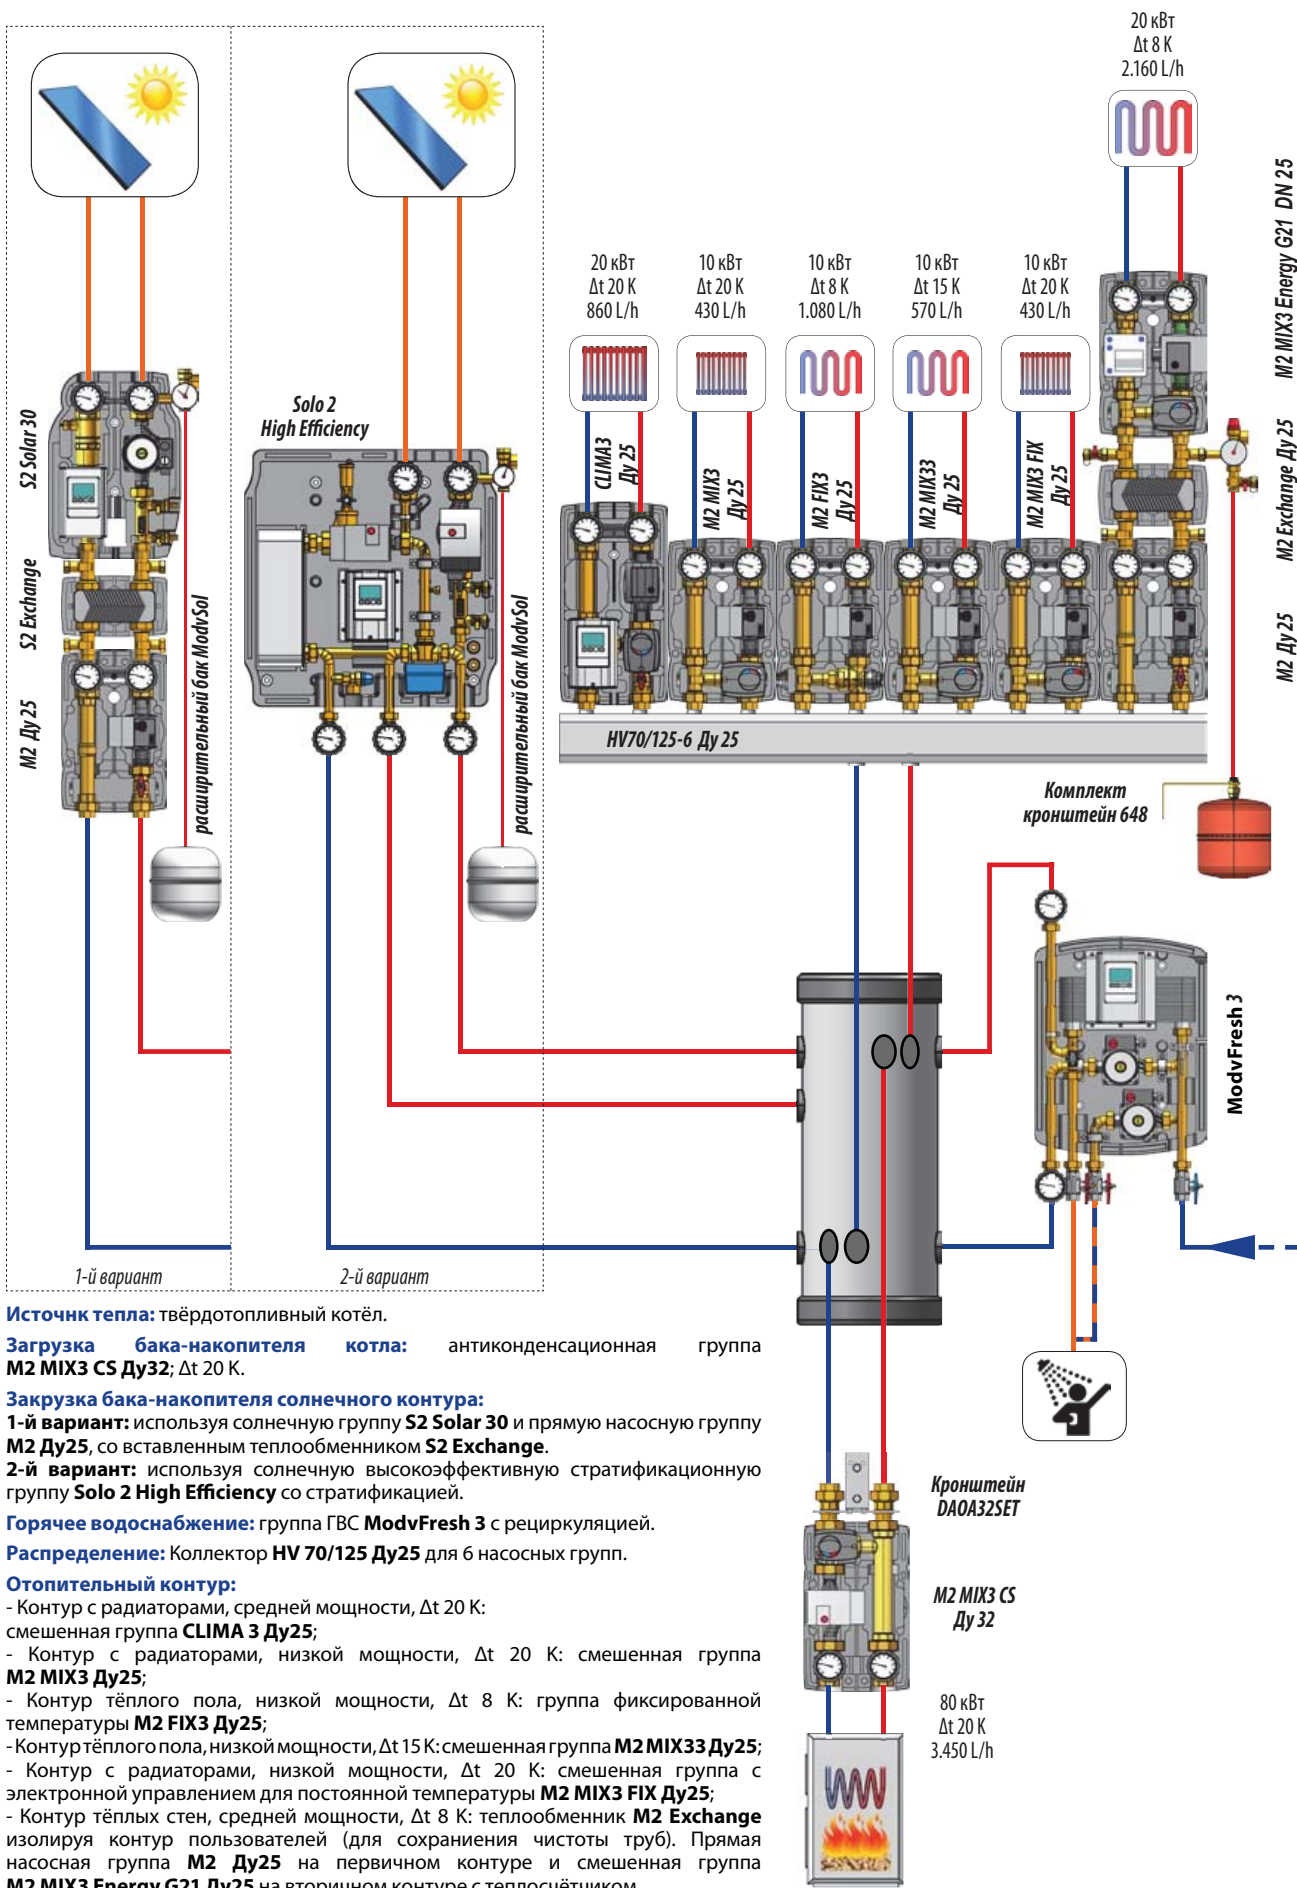 20 кВт
Δt 8 K
2.160 L/h
M2 MIX3 Energy G21 DN 25
M2 Exchange Ду 25
M2 Ду 25
20 кВт
Δt 20 K
860 L/h
10 кВт
Δt 20 K
430 L/h
10 кВт
Δt 8 K
1.080 L/h
10 кВт
Δt 15 K
570 L/h
10 кВт
Δt 20 K
430 L/h
S2 Solar 30
S2 Exchange
M2 Ду 25
расширительный бак ModvSol
Solo 2
High Efficiency
расширительный бак ModvSol
CLIMA3
Ду 25
M2 MIX3
Ду 25
M2 FIX3
Ду 25
M2 MIX33
Ду 25
M2 MIX3 FIX
Ду 25
HV70/125-6 Ду 25
Комплект
кронштейн 648
ModvFresh 3
1-й вариант
2-й вариант
Источнк тепла: твёрдотопливный котёл.
Загрузка бака-накопителя котла: антиконденсационная группа
M2 MIX3 CS Ду32; Δt 20 K.
Закрузка бака-накопителя солнечного контура:
1-й вариант: используя солнечную группу S2 Solar 30 и прямую насосную группу
M2 Ду25, со вставленным теплообменником S2 Exchange.
2-й вариант: используя солнечную высокоэффективную стратификационную
группу Solo 2 High Efficiency со стратификацией.
Горячее водоснабжение: группа ГВС ModvFresh 3 с рециркуляцией.
Распределение: Коллектор HV 70/125 Ду25 для 6 насосных групп.
Отопительный контур:
- Контур с радиаторами, средней мощности, Δt 20 K:
смешенная группа CLIMA 3 Ду25;
- Контур с радиаторами, низкой мощности, Δt 20 K: смешенная группа
M2 MIX3 Ду25;
- Контур тёплого пола, низкой мощности, Δt 8 K: группа фиксированной
температуры M2 FIX3 Ду25;
- Контур тёплого пола, низкой мощности, Δt 15 K: смешенная группа M2 MIX33 Ду25;
- Контур с радиаторами, низкой мощности, Δt 20 K: смешенная группа с
электронной управлением для постоянной температуры M2 MIX3 FIX Ду25;
- Контур тёплых стен, средней мощности, Δt 8 K: теплообменник M2 Exchange
изолируя контур пользователей (для сохраниения чистоты труб). Прямая
насосная группа M2 Ду25 на первичном контуре и смешенная группа
M2 MIX3 Energy G21 Ду25 на вторичном контуре с теплосчётчиком.
Кронштейн
DAOA32SET
M2 MIX3 CS
Ду 32
80 кВт
Δt 20 K
3.450 L/h